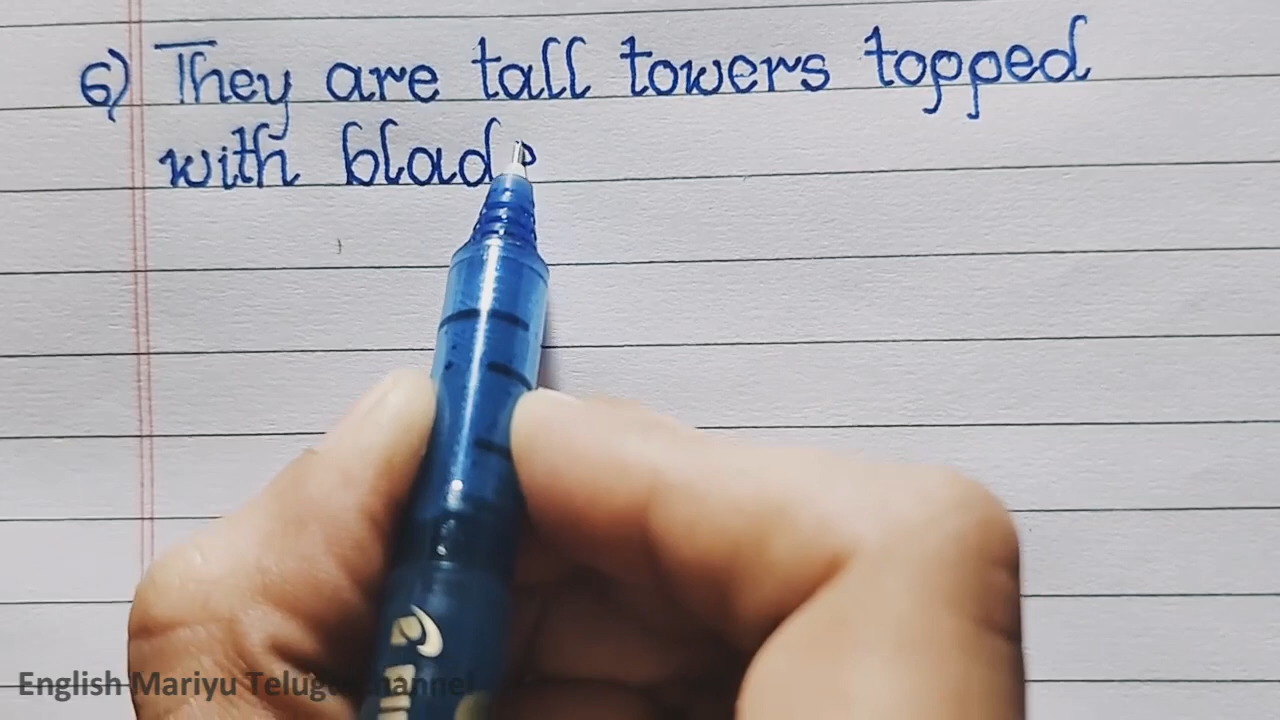 6) They are tall towers topped
with blad
English Mariyu Telugu channel